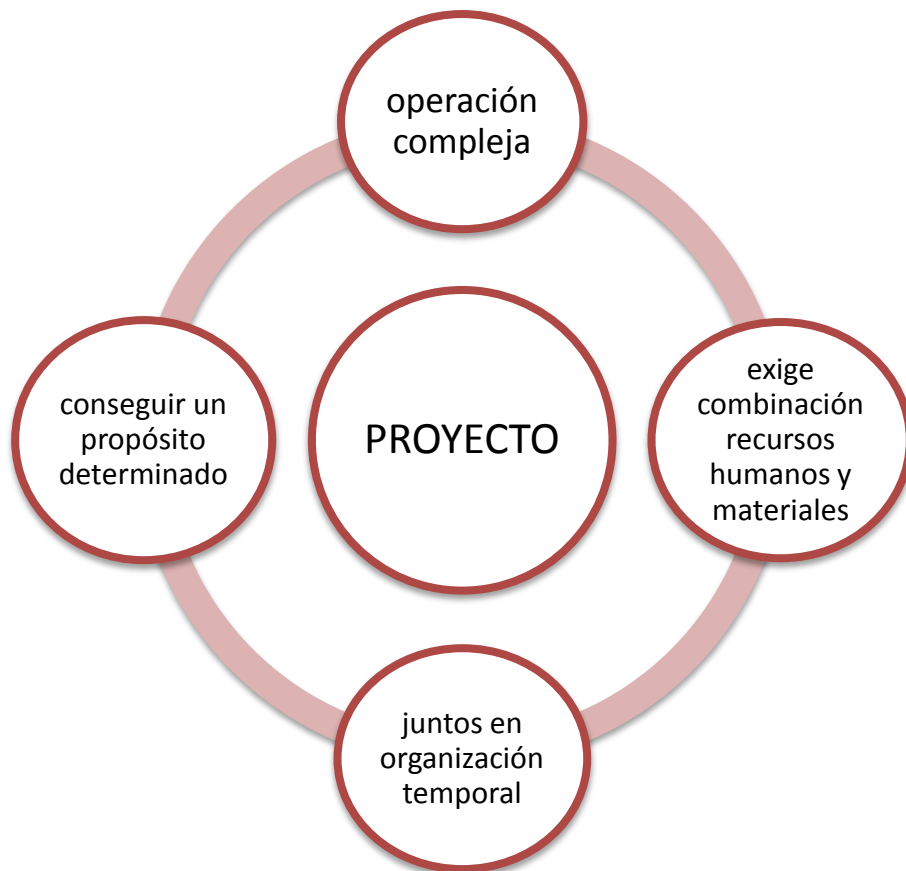 operación
compleja
conseguir un
propósito
determinado
PROYECTO
exige
combinación
recursos
humanos y
materiales
juntos en
organización
temporal